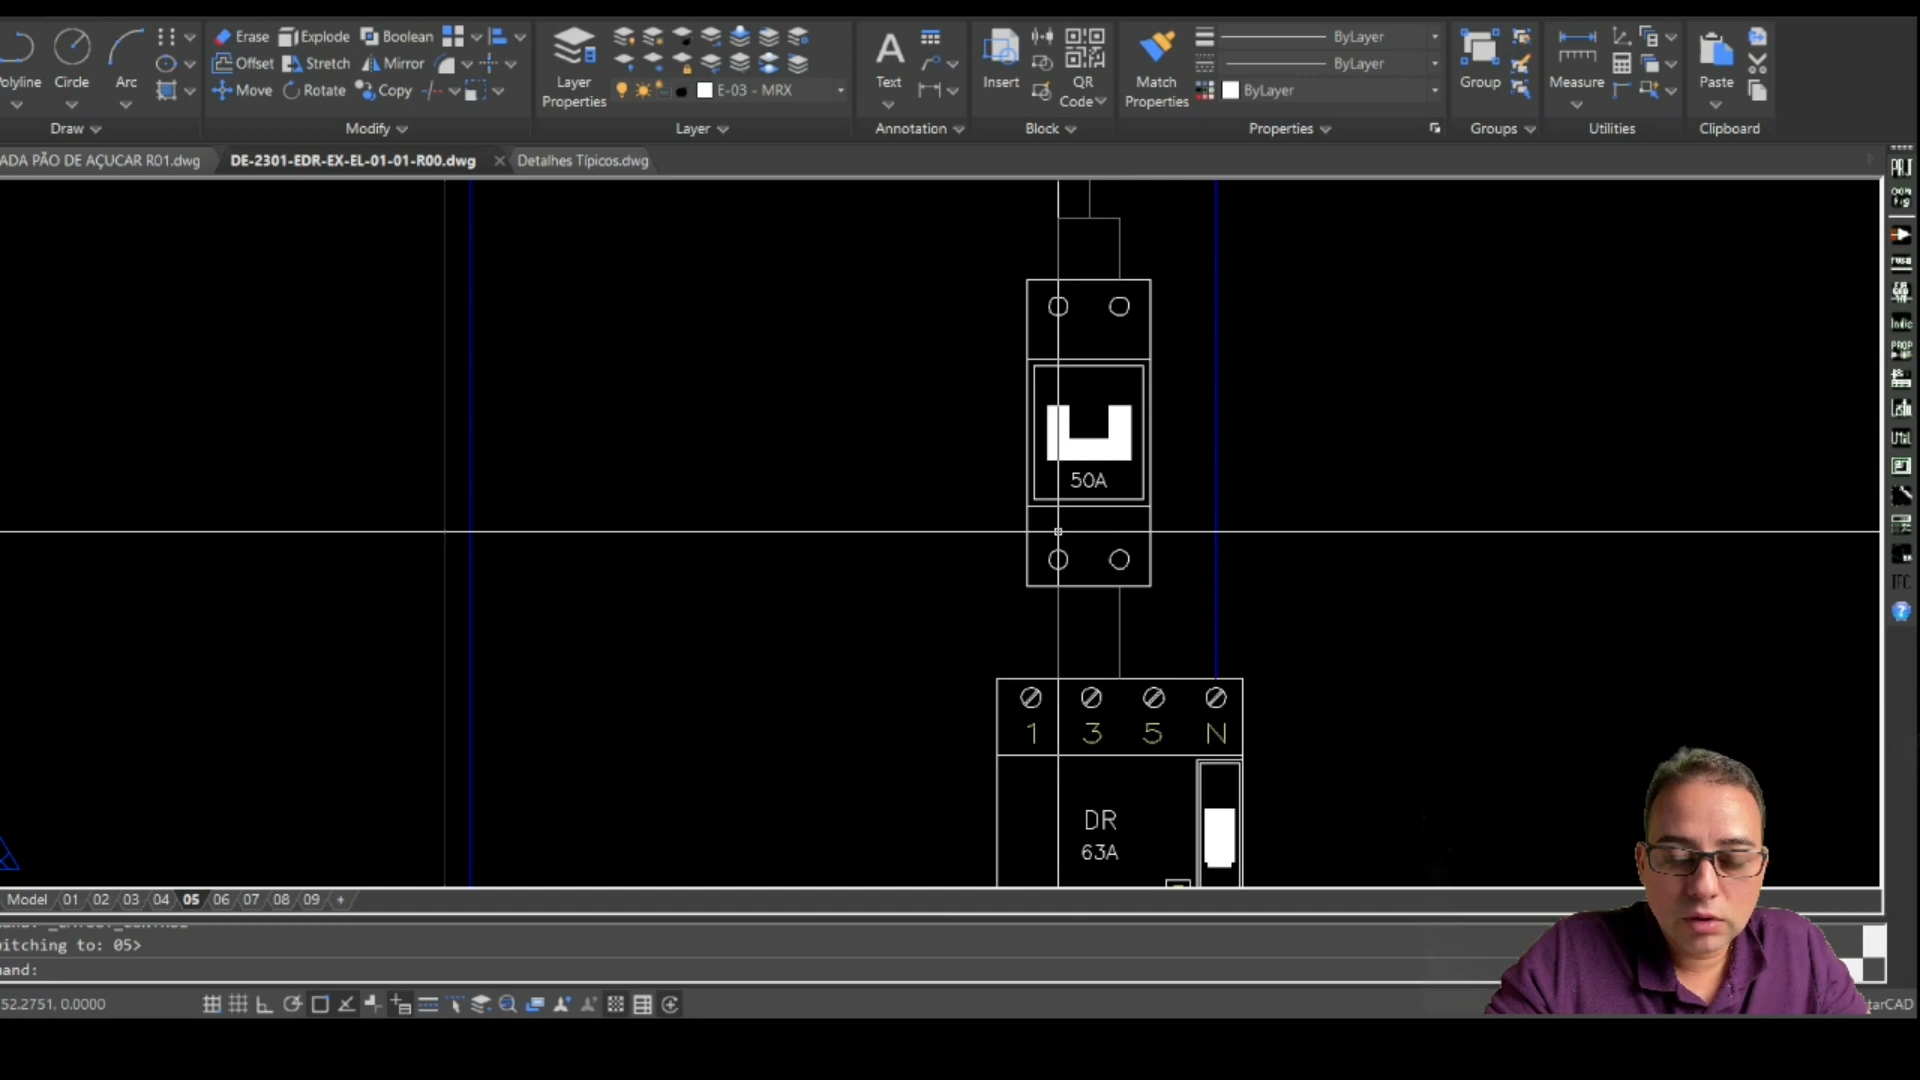 olyline
Circle
Arc
Draw
Erase
Explode
Boolean
Offset
Stretch
Mirror
Move
Rotate
Copy
Modify
Layer
Properties
E-03 - MRX
Layer
Text
Annotation
Insert
QR
Code
Block
Match
Properties
ByLayer
ByLayer
ByLayer
Properties
Group
Groups
Measure
Utilities
Paste
Clipboard
ADA PÃO DE AÇUCAR R01.dwg
DE-2301-EDR-EX-EL-01-01-R00.dwg
Detalhes Típicos.dwg
PRJ
Util
IFC
50A
1 3 5 N
DR
63A
Model 01 02 03 04 05 06 07 08 09 +
itching to: 05>
and:
52.2751, 0.0000
tarCAD